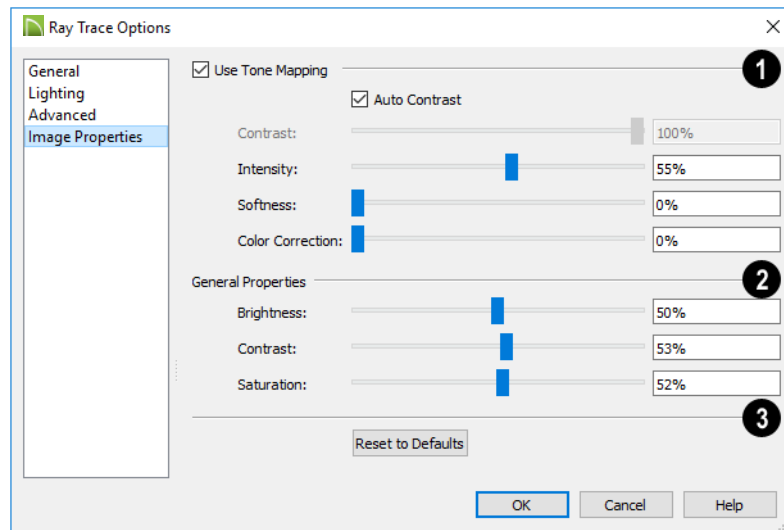 Ray Trace Options
General
Lighting
Advanced
Image Properties
Use Tone Mapping
1
Auto Contrast
Contrast: 100%
Intensity: 55%
Softness: 0%
Color Correction: 0%
General Properties
2
Brightness: 50%
Contrast: 53%
Saturation: 52%
3
Reset to Defaults
OK Cancel Help